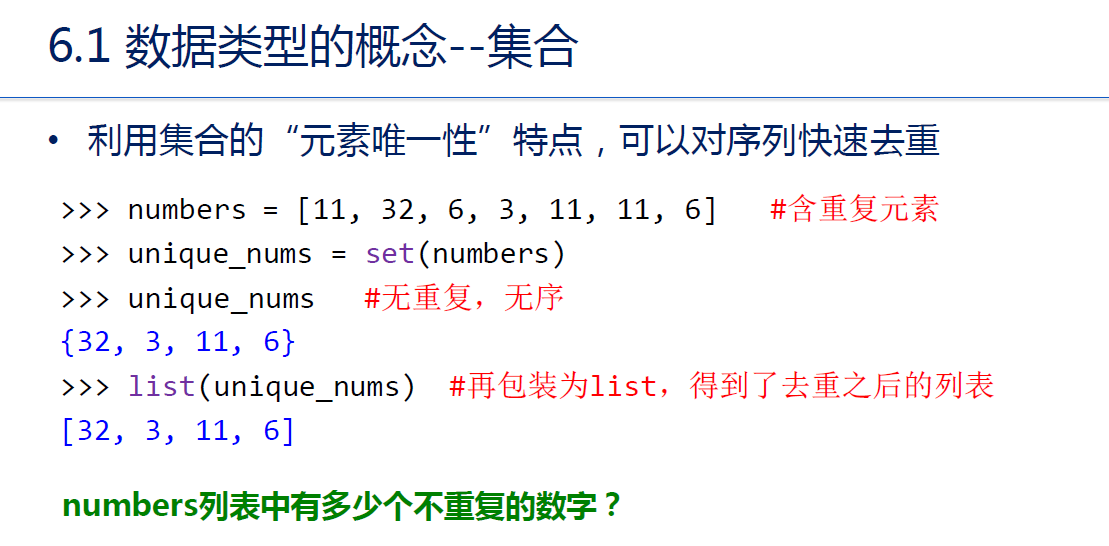 6.1 数据类型的概念--集合
• 利用集合的“元素唯一性”特点，可以对序列快速去重
>>> numbers = [11, 32, 6, 3, 11, 11, 6] #含重复元素
>>> unique_nums = set(numbers)
>>> unique_nums #无重复，无序
{32, 3, 11, 6}
>>> list(unique_nums) #再包装为list，得到了去重之后的列表
[32, 3, 11, 6]
numbers列表中有多少个不重复的数字？